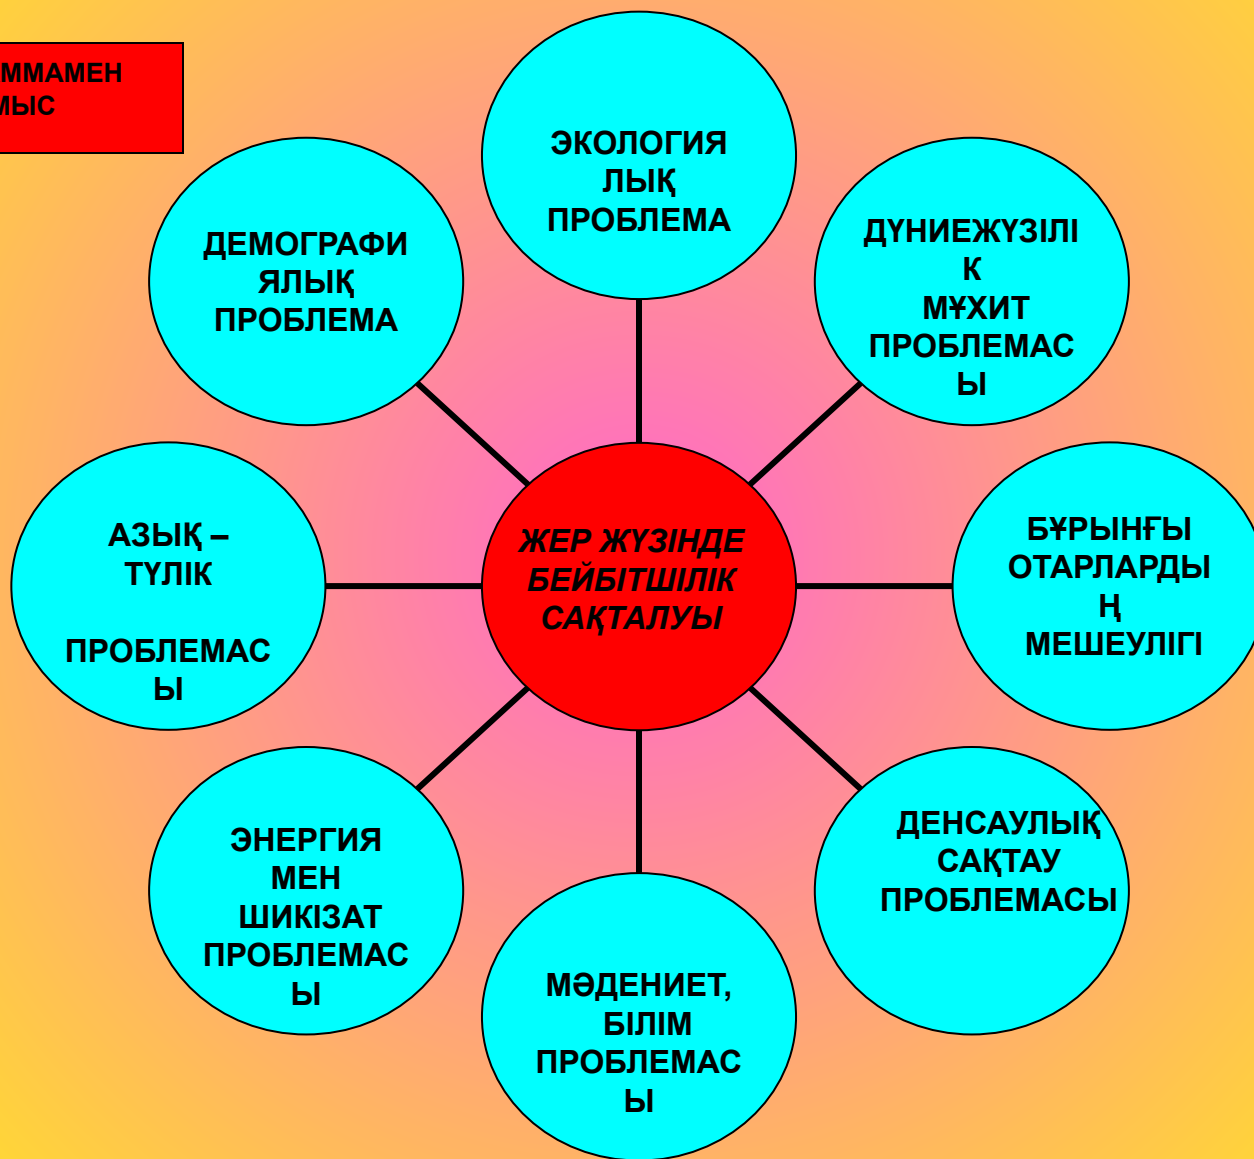 ММАМЕН
МЫС
ЭКОЛОГИЯ
ЛЫҚ
ПРОБЛЕМА
ДҮНИЕЖҮЗІЛІ
К
МҰХИТ
ПРОБЛЕМАС
Ы
БҰРЫНҒЫ
ОТАРЛАРДЫ
Ң
МЕШЕУЛІГІ
ДЕНСАУЛЫҚ
САҚТАУ
ПРОБЛЕМАСЫ
МӘДЕНИЕТ,
БІЛІМ
ПРОБЛЕМАС
Ы
ЭНЕРГИЯ
МЕН
ШИКІЗАТ
ПРОБЛЕМАС
Ы
АЗЫҚ –
ТҮЛІК
ПРОБЛЕМАС
Ы
ДЕМОГРАФИ
ЯЛЫҚ
ПРОБЛЕМА
ЖЕР ЖҮЗІНДЕ
БЕЙБІТШІЛІК
САҚТАЛУЫ